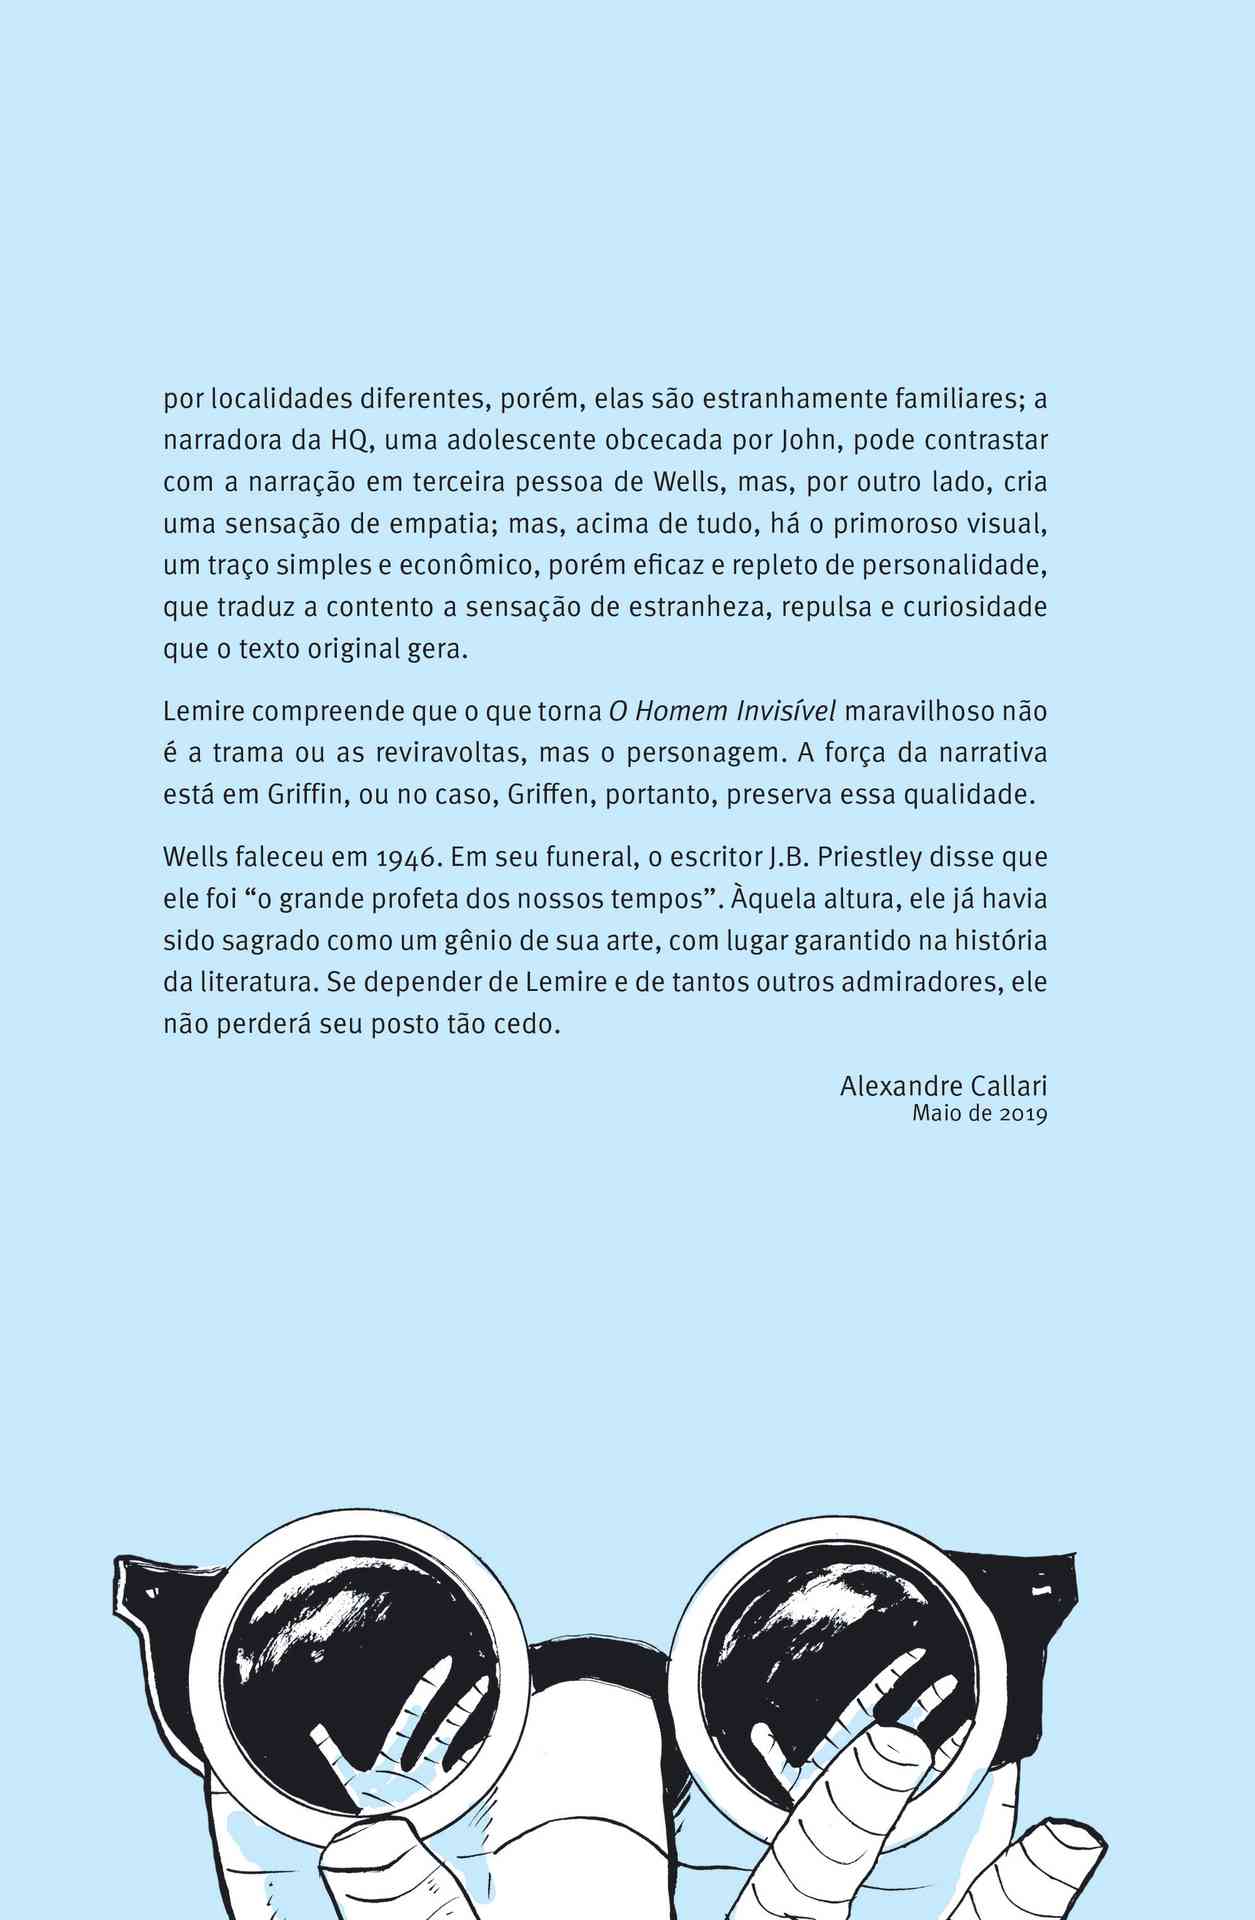 por localidades diferentes, porém, elas são estranhamente familiares; a
narradora da HQ, uma adolescente obcecada por John, pode contrastar
com a narração em terceira pessoa de Wells, mas, por outro lado, cria
uma sensação de empatia; mas, acima de tudo, há o primoroso visual,
um traço simples e econômico, porém eficaz e repleto de personalidade,
que traduz a contento a sensação de estranheza, repulsa e curiosidade
que o texto original gera.
Lemire compreende que o que torna O Homem Invisível maravilhoso não
é a trama ou as reviravoltas, mas o personagem. A força da narrativa
está em Griffin, ou no caso, Griffen, portanto, preserva essa qualidade.
Wells faleceu em 1946. Em seu funeral, o escritor J.B. Priestley disse que
ele foi “o grande profeta dos nossos tempos”. Àquela altura, ele já havia
sido sagrado como um gênio de sua arte, com lugar garantido na história
da literatura. Se depender de Lemire e de tantos outros admiradores, ele
não perderá seu posto tão cedo.
Alexandre Callari
Maio de 2019